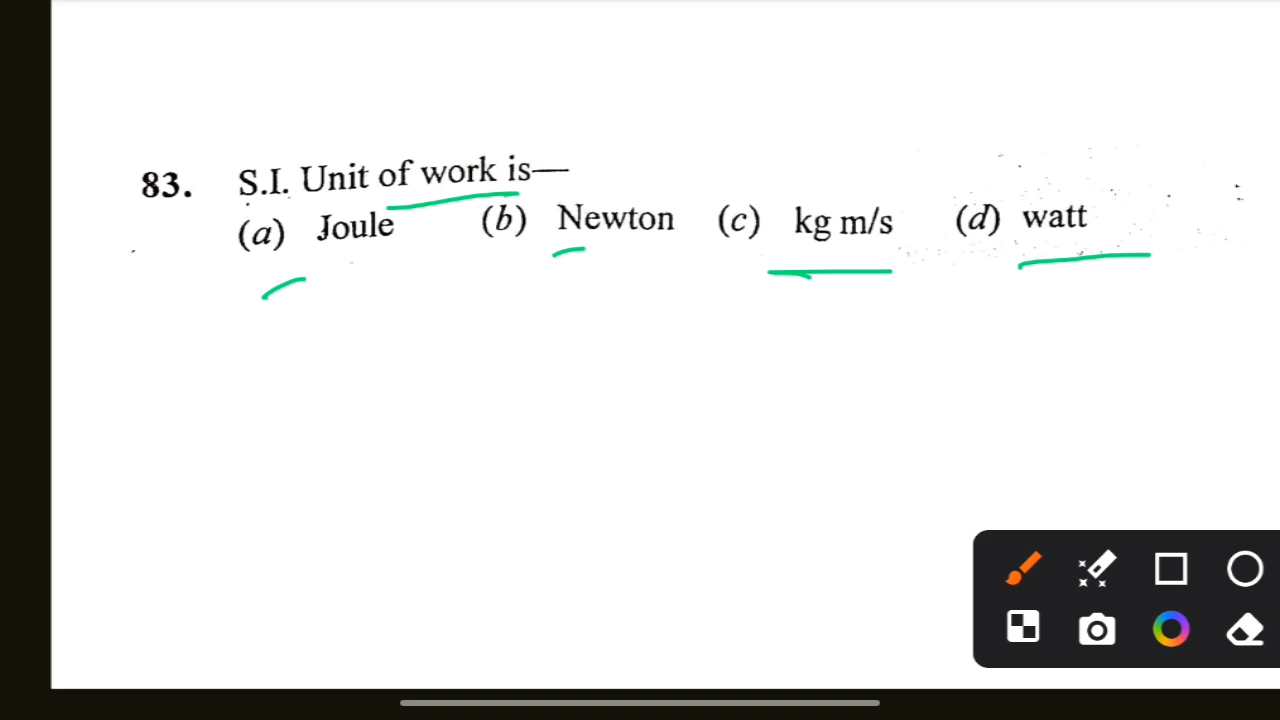 83. S.I. Unit of work is—
(a) Joule (b) Newton (c) kg m/s (d) watt